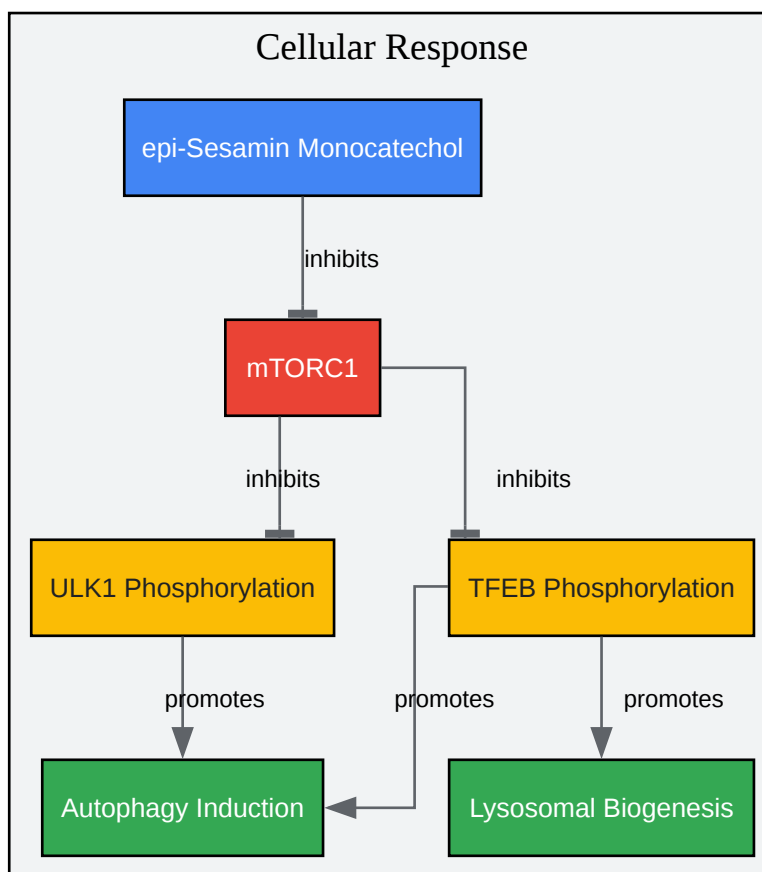 Cellular Response
epi-Sesamin Monocatechol
inhibits
mTORC1
inhibits
inhibits
ULK1 Phosphorylation
TFEB Phosphorylation
promotes
promotes
promotes
Autophagy Induction
Lysosomal Biogenesis